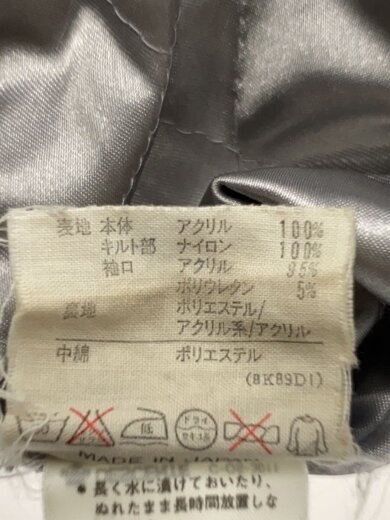 表地 本体 アクリル 100%
キルト部 ナイロン 100%
袖口 アクリル 95%
ポリウレタン 5%
裏地 ポリエステル/
アクリル系/アクリル
中綿 ポリエステル
(8K89D1)
低 ドライ
MADE IN JAPAN
● 長く水に漬けておいたり、
ぬれたまま長時間放置しな